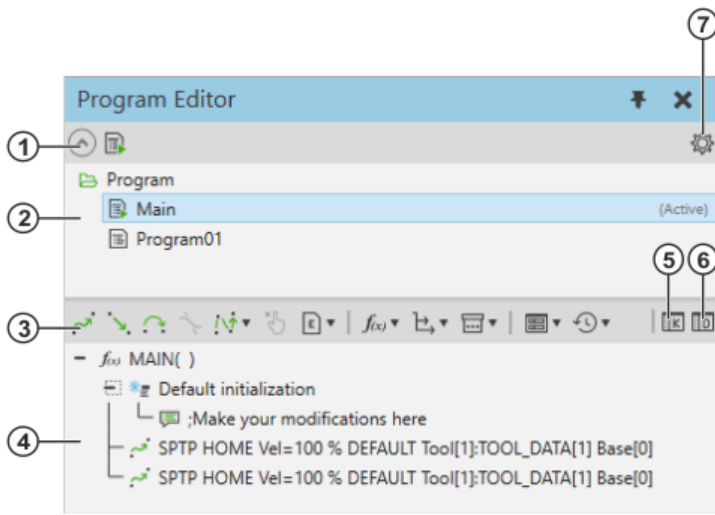 7
Program Editor
1
Program
2
Main (Active)
Program01
5 6
3
E f(x) K D
f(x) MAIN( )
Default initialization
;Make your modifications here
4
SPTP HOME Vel=100 % DEFAULT Tool[1]:TOOL_DATA[1] Base[0]
SPTP HOME Vel=100 % DEFAULT Tool[1]:TOOL_DATA[1] Base[0]